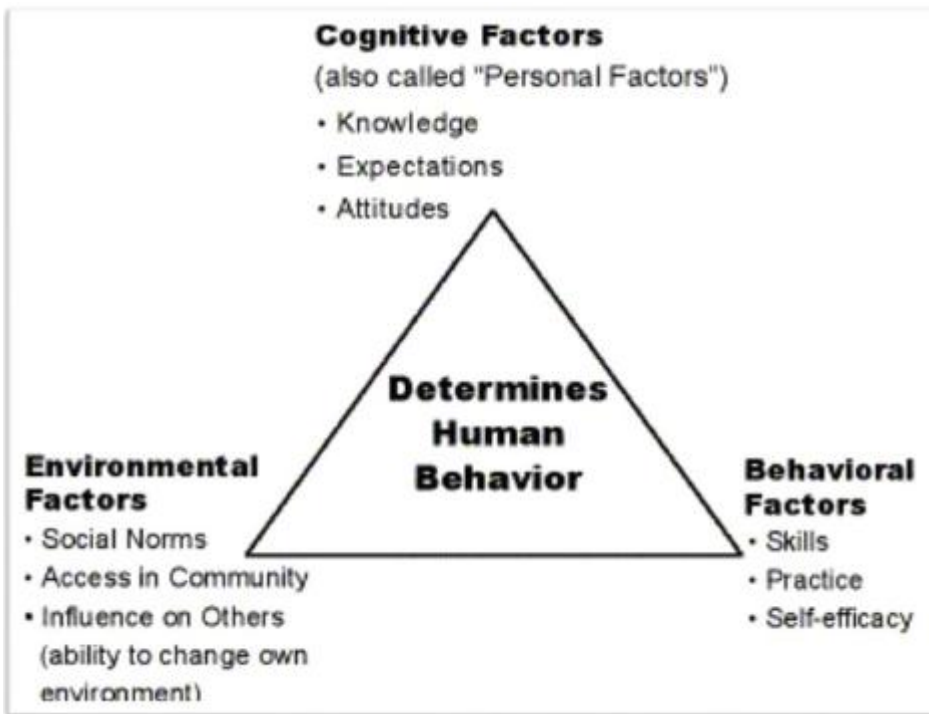 Cognitive Factors
(also called "Personal Factors")
• Knowledge
• Expectations
• Attitudes
Determines
Human
Behavior
Environmental
Factors
• Social Norms
• Access in Community
• Influence on Others
(ability to change own
environment)
Behavioral
Factors
• Skills
• Practice
• Self-efficacy